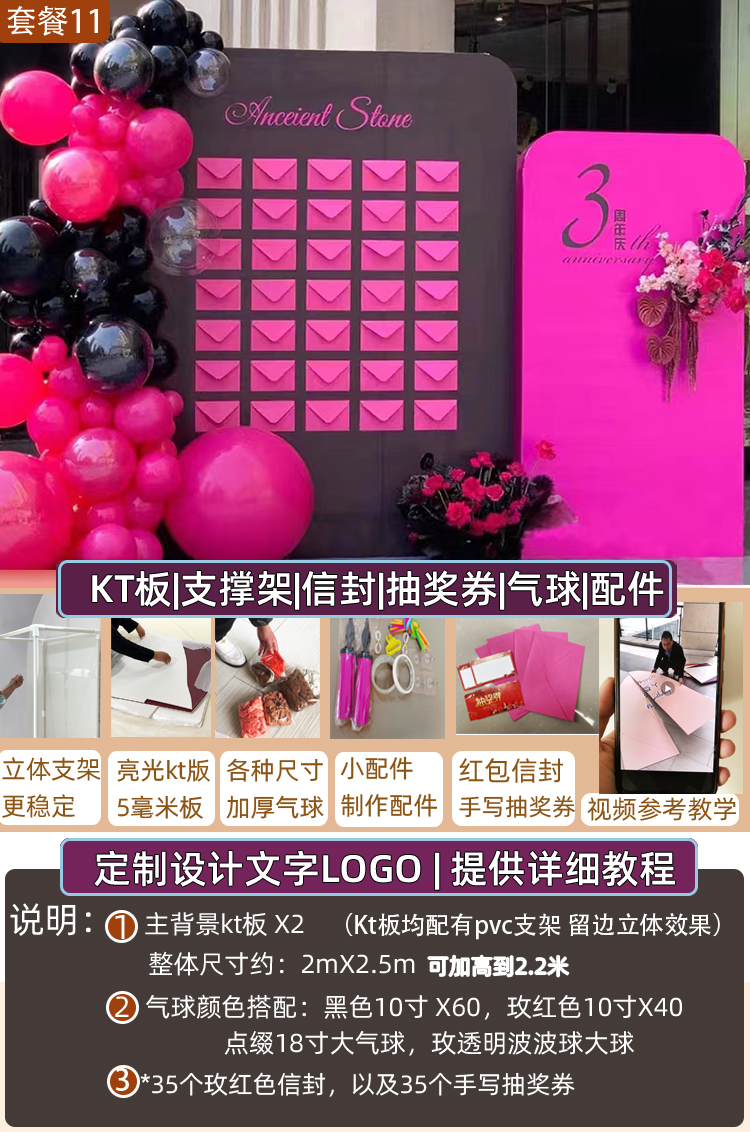 套餐11
Anceient Stone
3
周年庆
th
anniversary
KT板|支撑架|信封|抽奖券|气球|配件
抽奖券
立体支架
更稳定
亮光kt版
5毫米板
各种尺寸
加厚气球
小配件
制作配件
红包信封
手写抽奖券
视频参考教学
定制设计文字LOGO | 提供详细教程
说明：
1 主背景kt板 X2 （Kt板均配有pvc支架 留边立体效果）
整体尺寸约：2mX2.5m 可加高到2.2米
2 气球颜色搭配：黑色10寸 X60，玫红色10寸X40
点缀18寸大气球，玫透明波波球大球
3 *35个玫红色信封，以及35个手写抽奖券